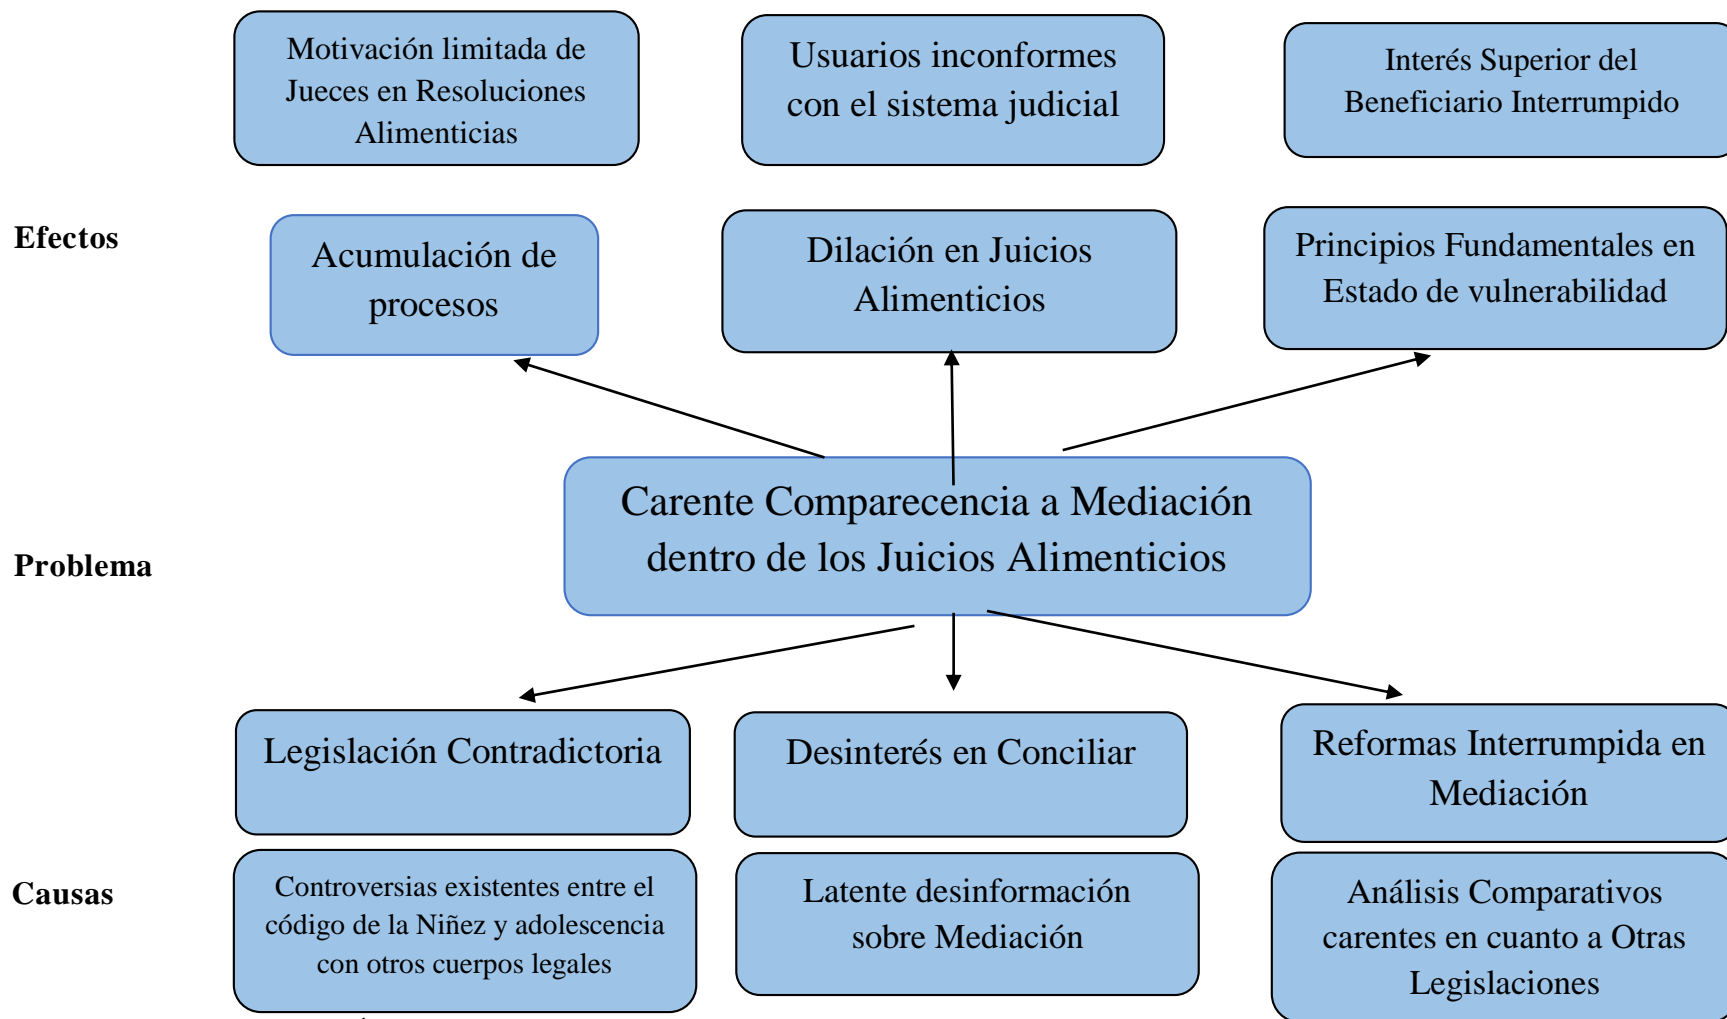 Motivación limitada de
Jueces en Resoluciones
Alimenticias
Usuarios inconformes
con el sistema judicial
Interés Superior del
Beneficiario Interrumpido
Efectos
Acumulación de
procesos
Dilación en Juicios
Alimenticios
Principios Fundamentales en
Estado de vulnerabilidad
Carente Comparecencia a Mediación
dentro de los Juicios Alimenticios
Problema
Legislación Contradictoria
Desinterés en Conciliar
Reformas Interrumpida en
Mediación
Causas
Controversias existentes entre el
código de la Niñez y adolescencia
con otros cuerpos legales
Latente desinformación
sobre Mediación
Análisis Comparativos
carentes en cuanto a Otras
Legislaciones